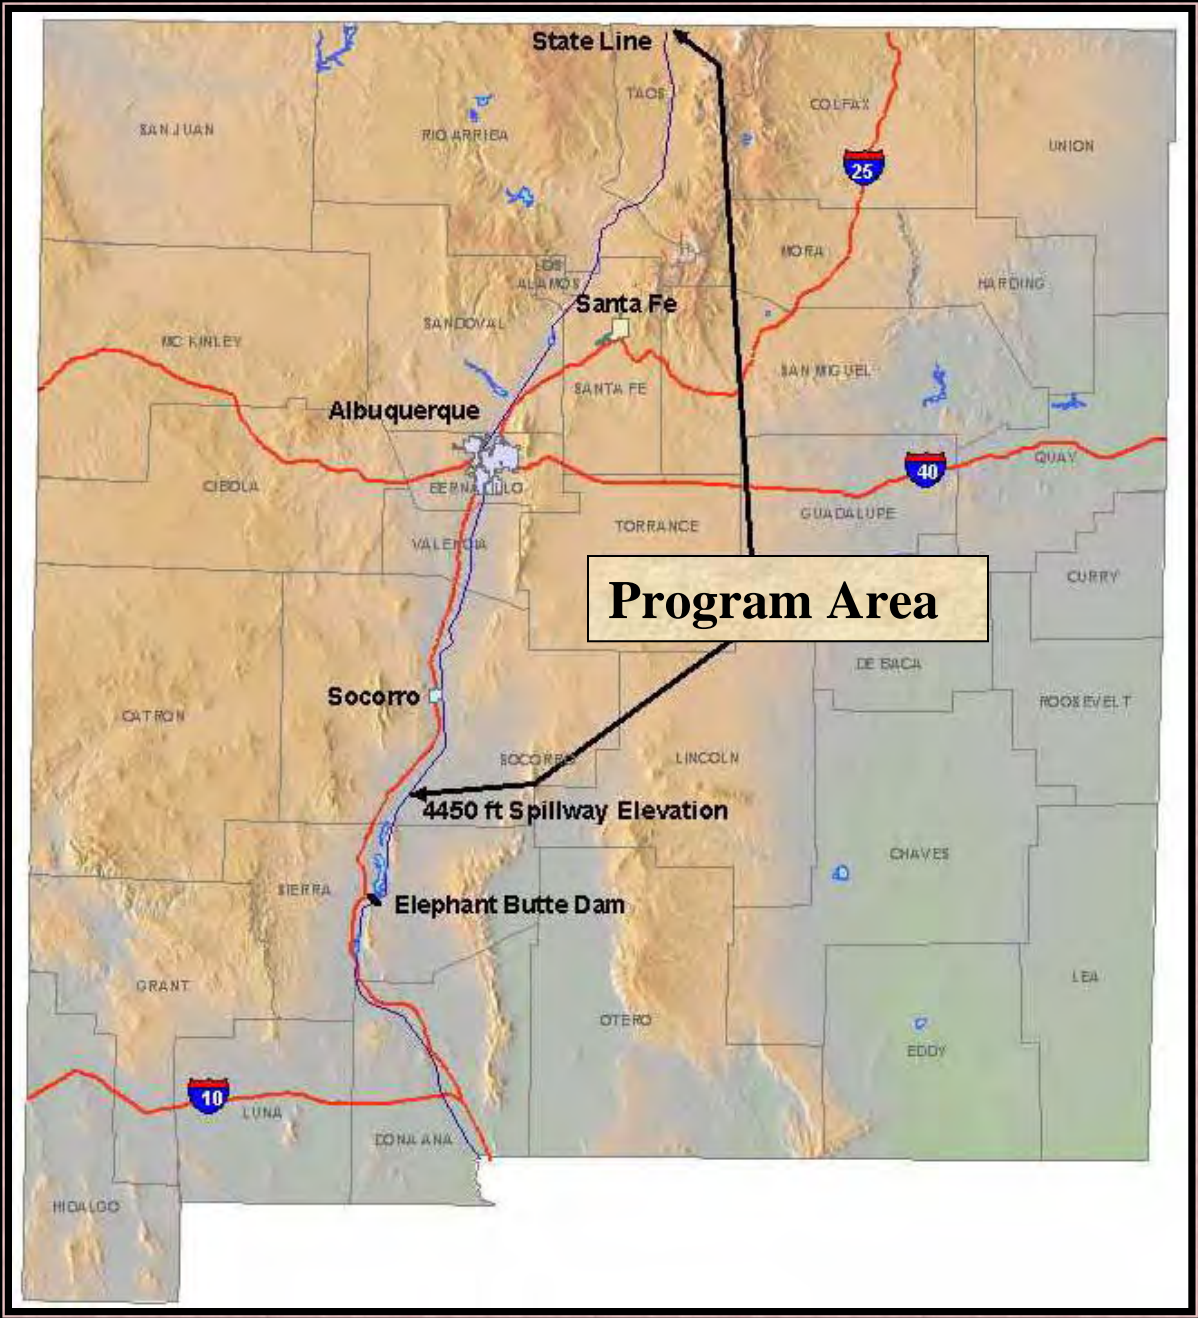 State Line
TAOS
COLFAX
SAN JUAN
RIO ARRIBA
UNION
25
MORA
LOS
ALAMOS
HARDING
Santa Fe
SANDOVAL
MC KINLEY
SAN MIGUEL
SANTA FE
Albuquerque
QUAY
40
CIBOLA
BERNALILLO
GUADALUPE
TORRANCE
VALENCIA
CURRY
Program Area
DE BACA
Socorro
ROOSEVELT
CATRON
SOCORRO
LINCOLN
4450 ft Spillway Elevation
CHAVES
SIERRA
Elephant Butte Dam
LEA
GRANT
OTERO
EDDY
10
LUNA
DONA ANA
HIDALGO